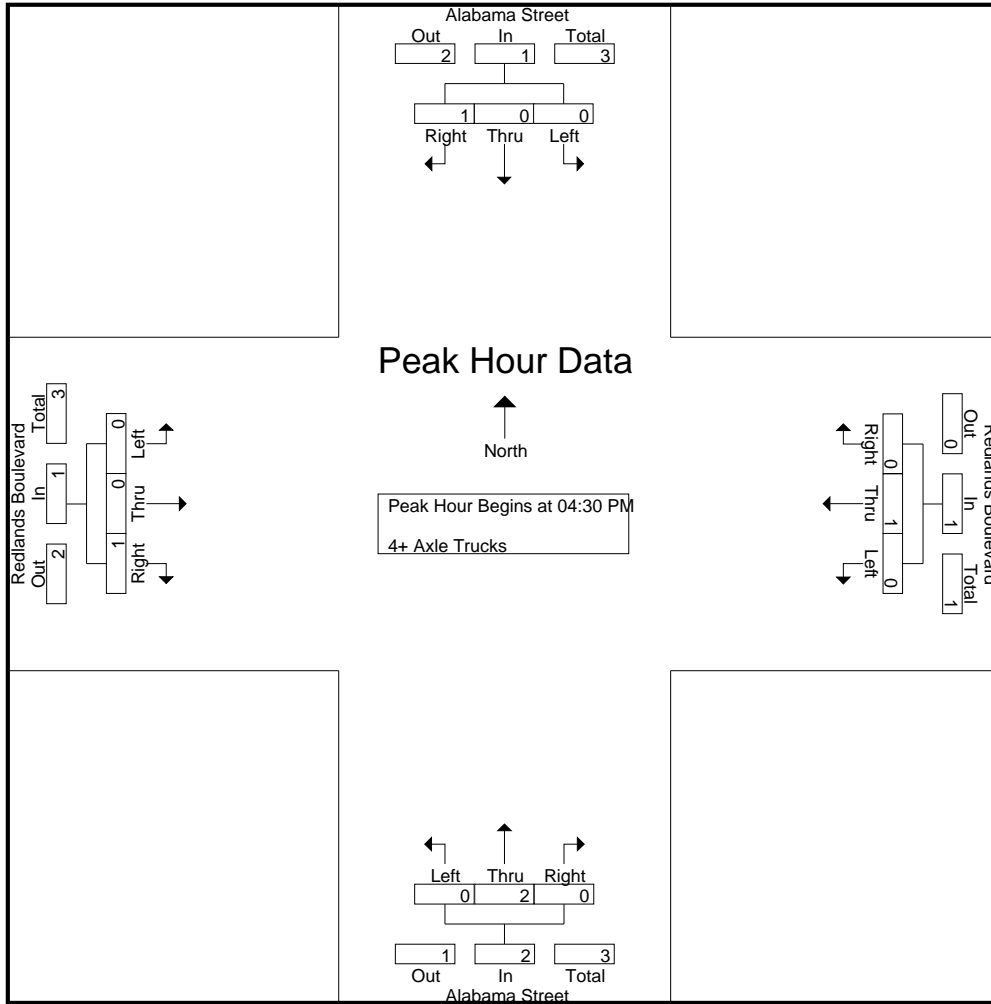 Alabama Street
Out In Total
2 1 3
1 0 0
Right Thru Left
Peak Hour Data
North
Peak Hour Begins at 04:30 PM
4+ Axle Trucks
Redlands Boulevard
Out In Total
2 1 3
Right Thru Left
1 0 0
Redlands Boulevard
Out In Total
0 1 1
Right Thru Left
0 1 0
Left Thru Right
0 2 0
1 2 3
Out In Total
Alabama Street